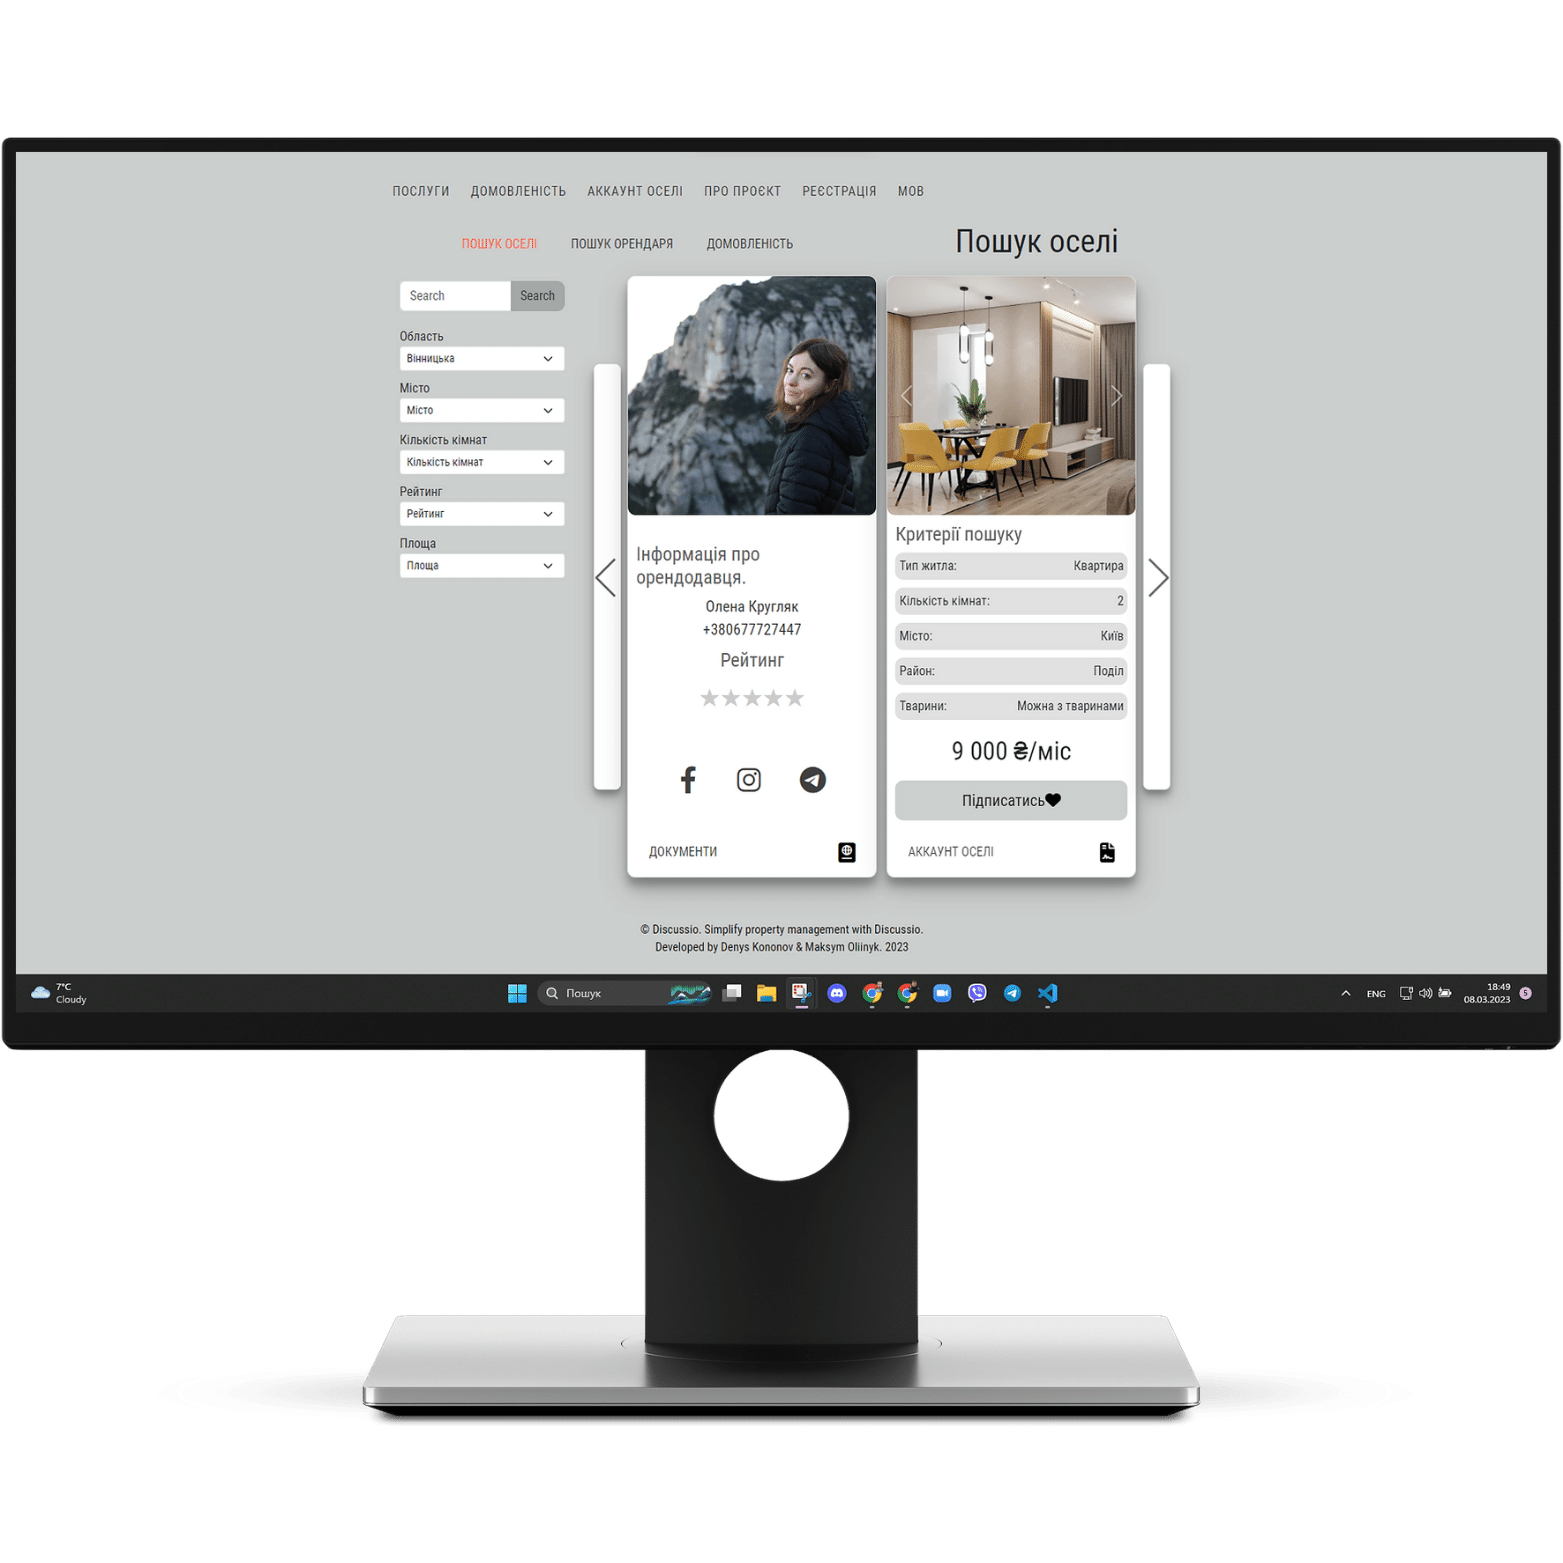 ПОСЛУГИ ДОМОВЛЕНІСТЬ АККАУНТ ОСЕЛІ ПРО ПРОЄКТ РЕЄСТРАЦІЯ МОВ
ПОШУК ОСЕЛІ ПОШУК ОРЕНДАРЯ ДОМОВЛЕНІСТЬ
Пошук оселі
Search Search
Область
Вінницька
Місто
Місто
Кількість кімнат
Кількість кімнат
Рейтинг
Рейтинг
Площа
Площа
Інформація про
орендодавця.
Олена Кругляк
+380677727447
Рейтинг
ДОКУМЕНТИ
Критерії пошуку
Тип житла: Квартира
Кількість кімнат: 2
Місто: Київ
Район: Поділ
Тварини: Можна з тваринами
9 000 ₴/міс
Підписатись
АККАУНТ ОСЕЛІ
© Discussio. Simplify property management with Discussio.
Developed by Denys Kononov & Maksym Oliinyk. 2023
7°C
Cloudy
Пошук
ENG
18:49
08.03.2023
5